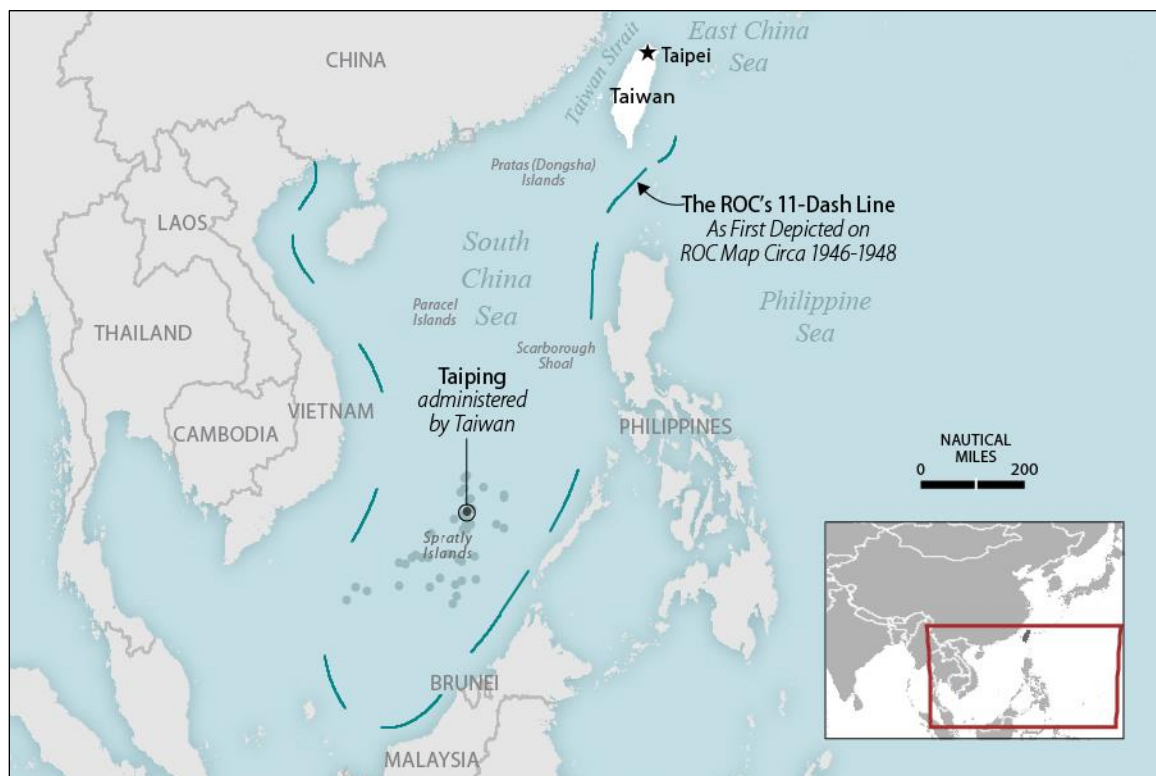 CHINA
Taiwan Strait
East China
Sea
Taipei
Taiwan
Pratas (Dongsha)
Islands
The ROC's 11-Dash Line
As First Depicted on
ROC Map Circa 1946-1948
LAOS
South
China
Sea
Paracel
Islands
Philippine
Sea
THAILAND
Scarborough
Shoal
Taiping
administered
by Taiwan
VIETNAM
CAMBODIA
PHILIPPINES
NAUTICAL
MILES
0 200
Spratly
Islands
BRUNEI
MALAYSIA